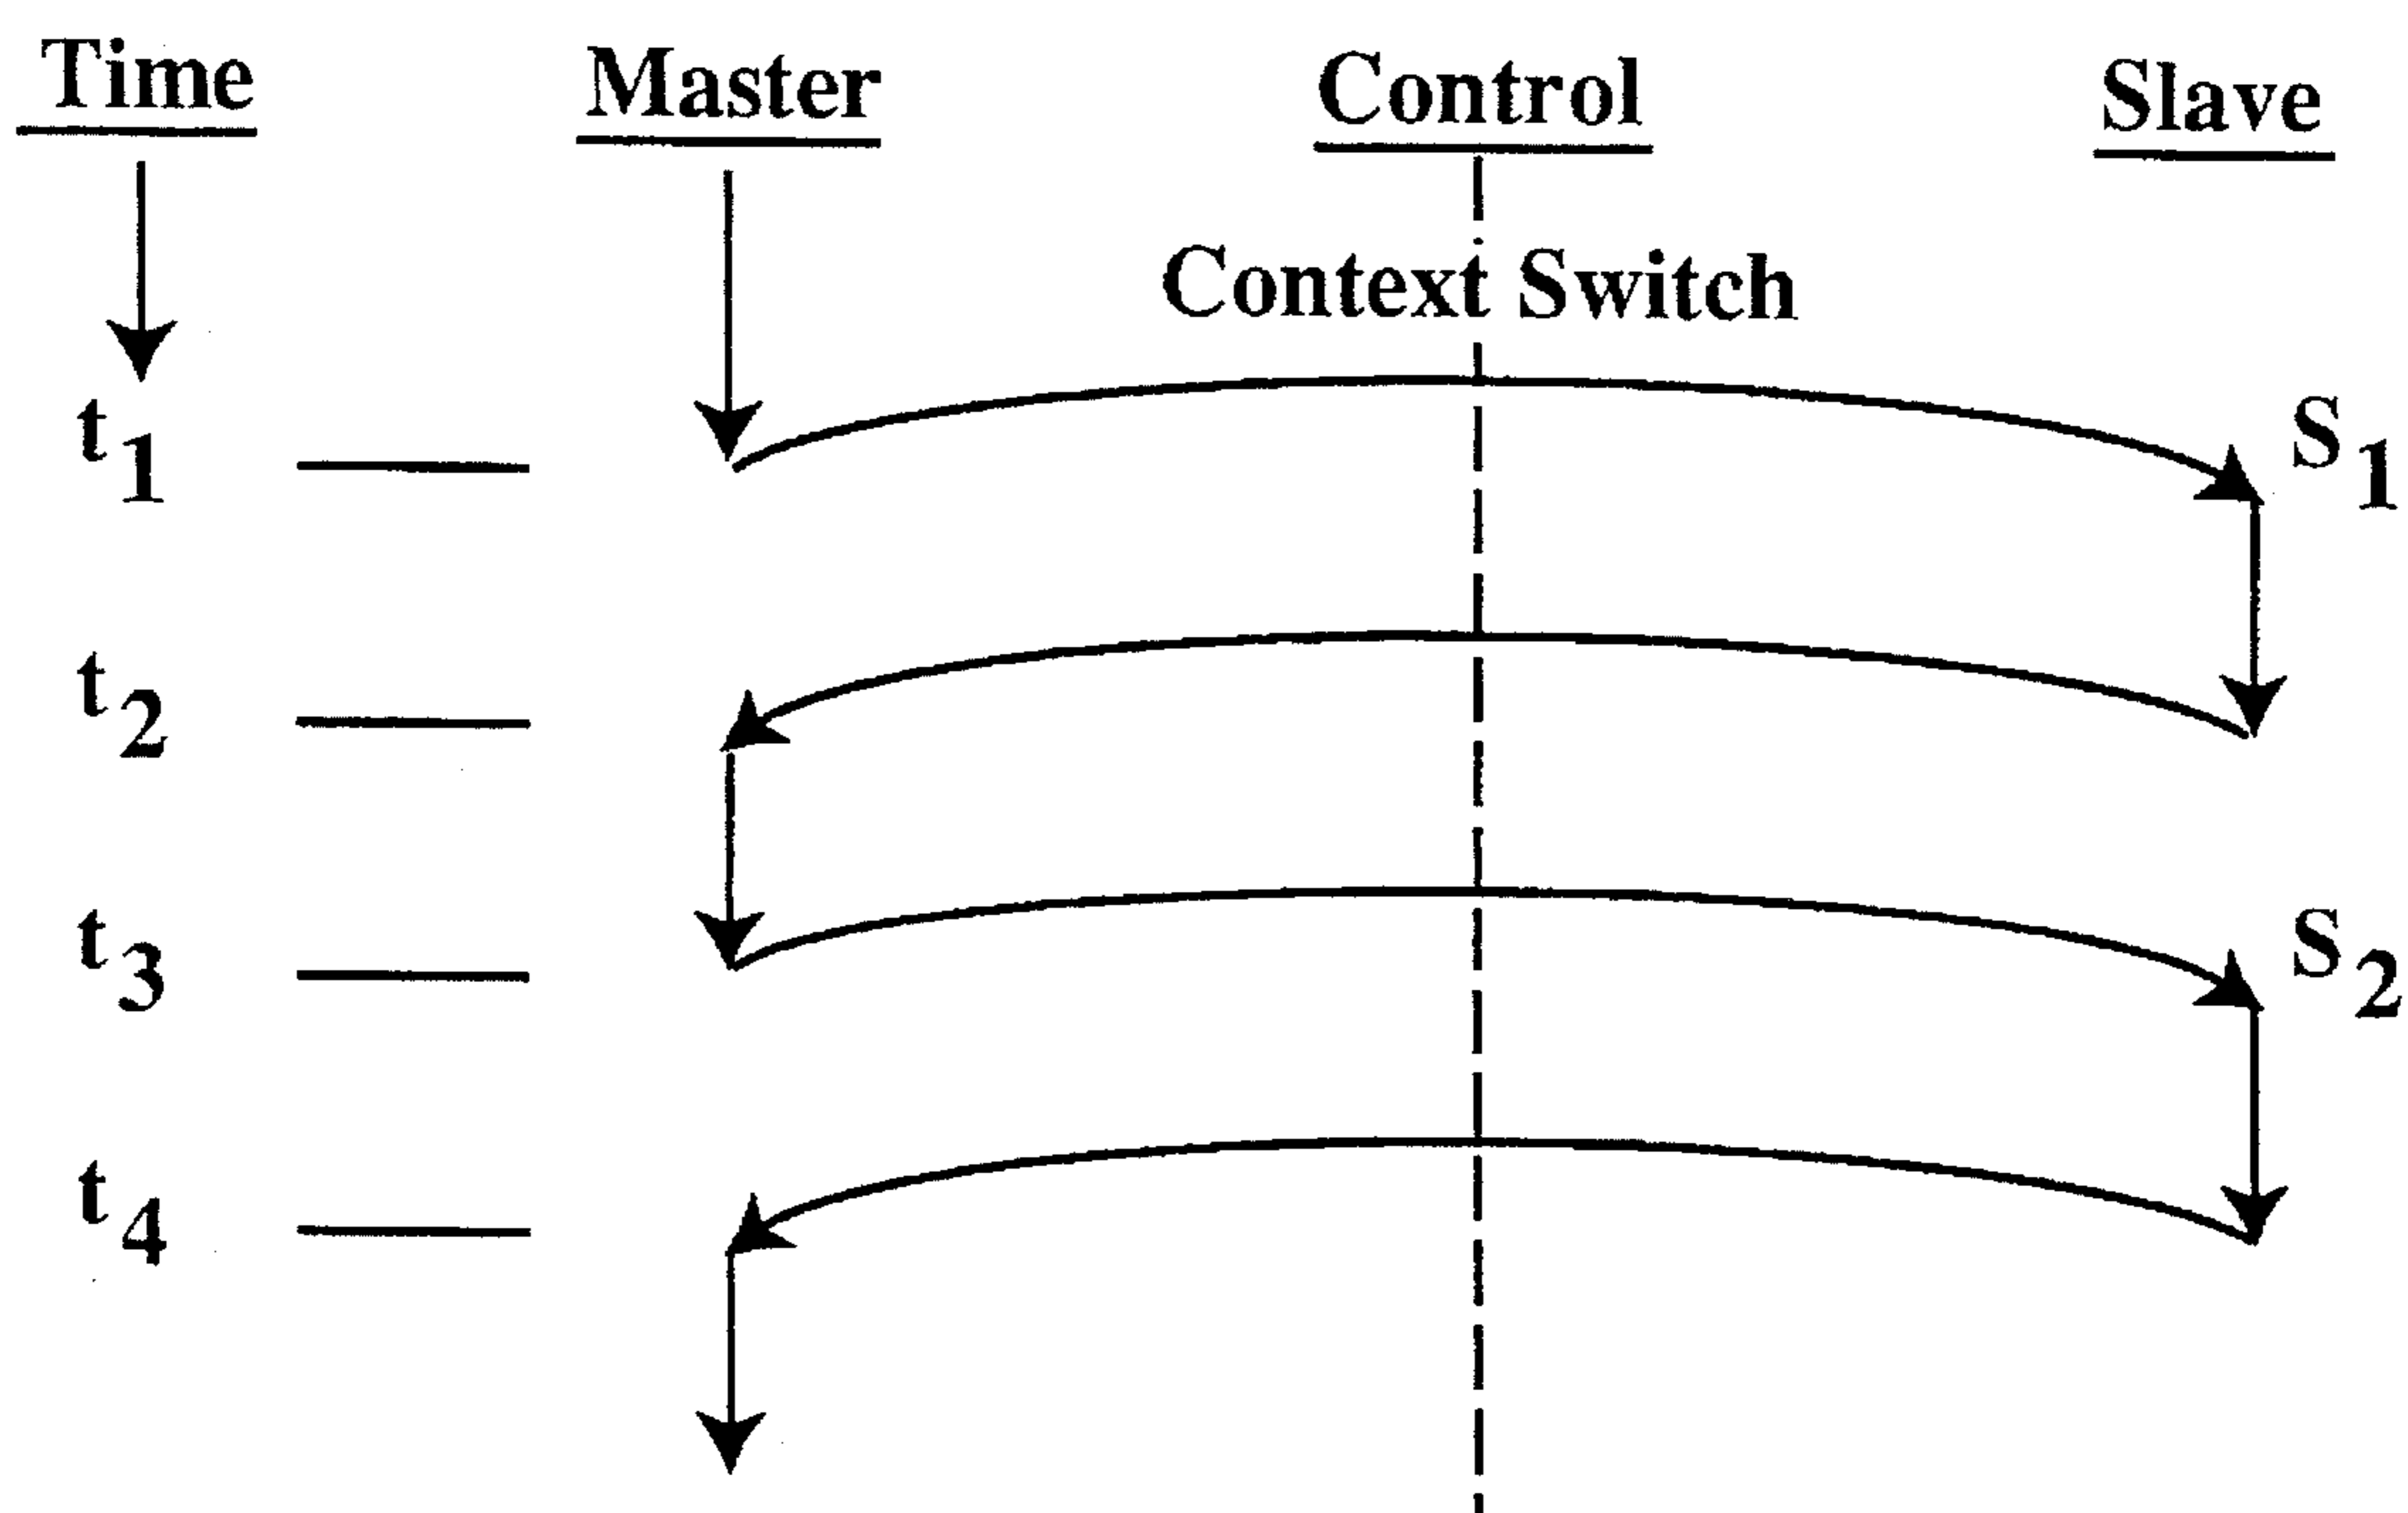 Time Master Control Slave
Context Switch
t1 S1
t2
t3 S2
t4